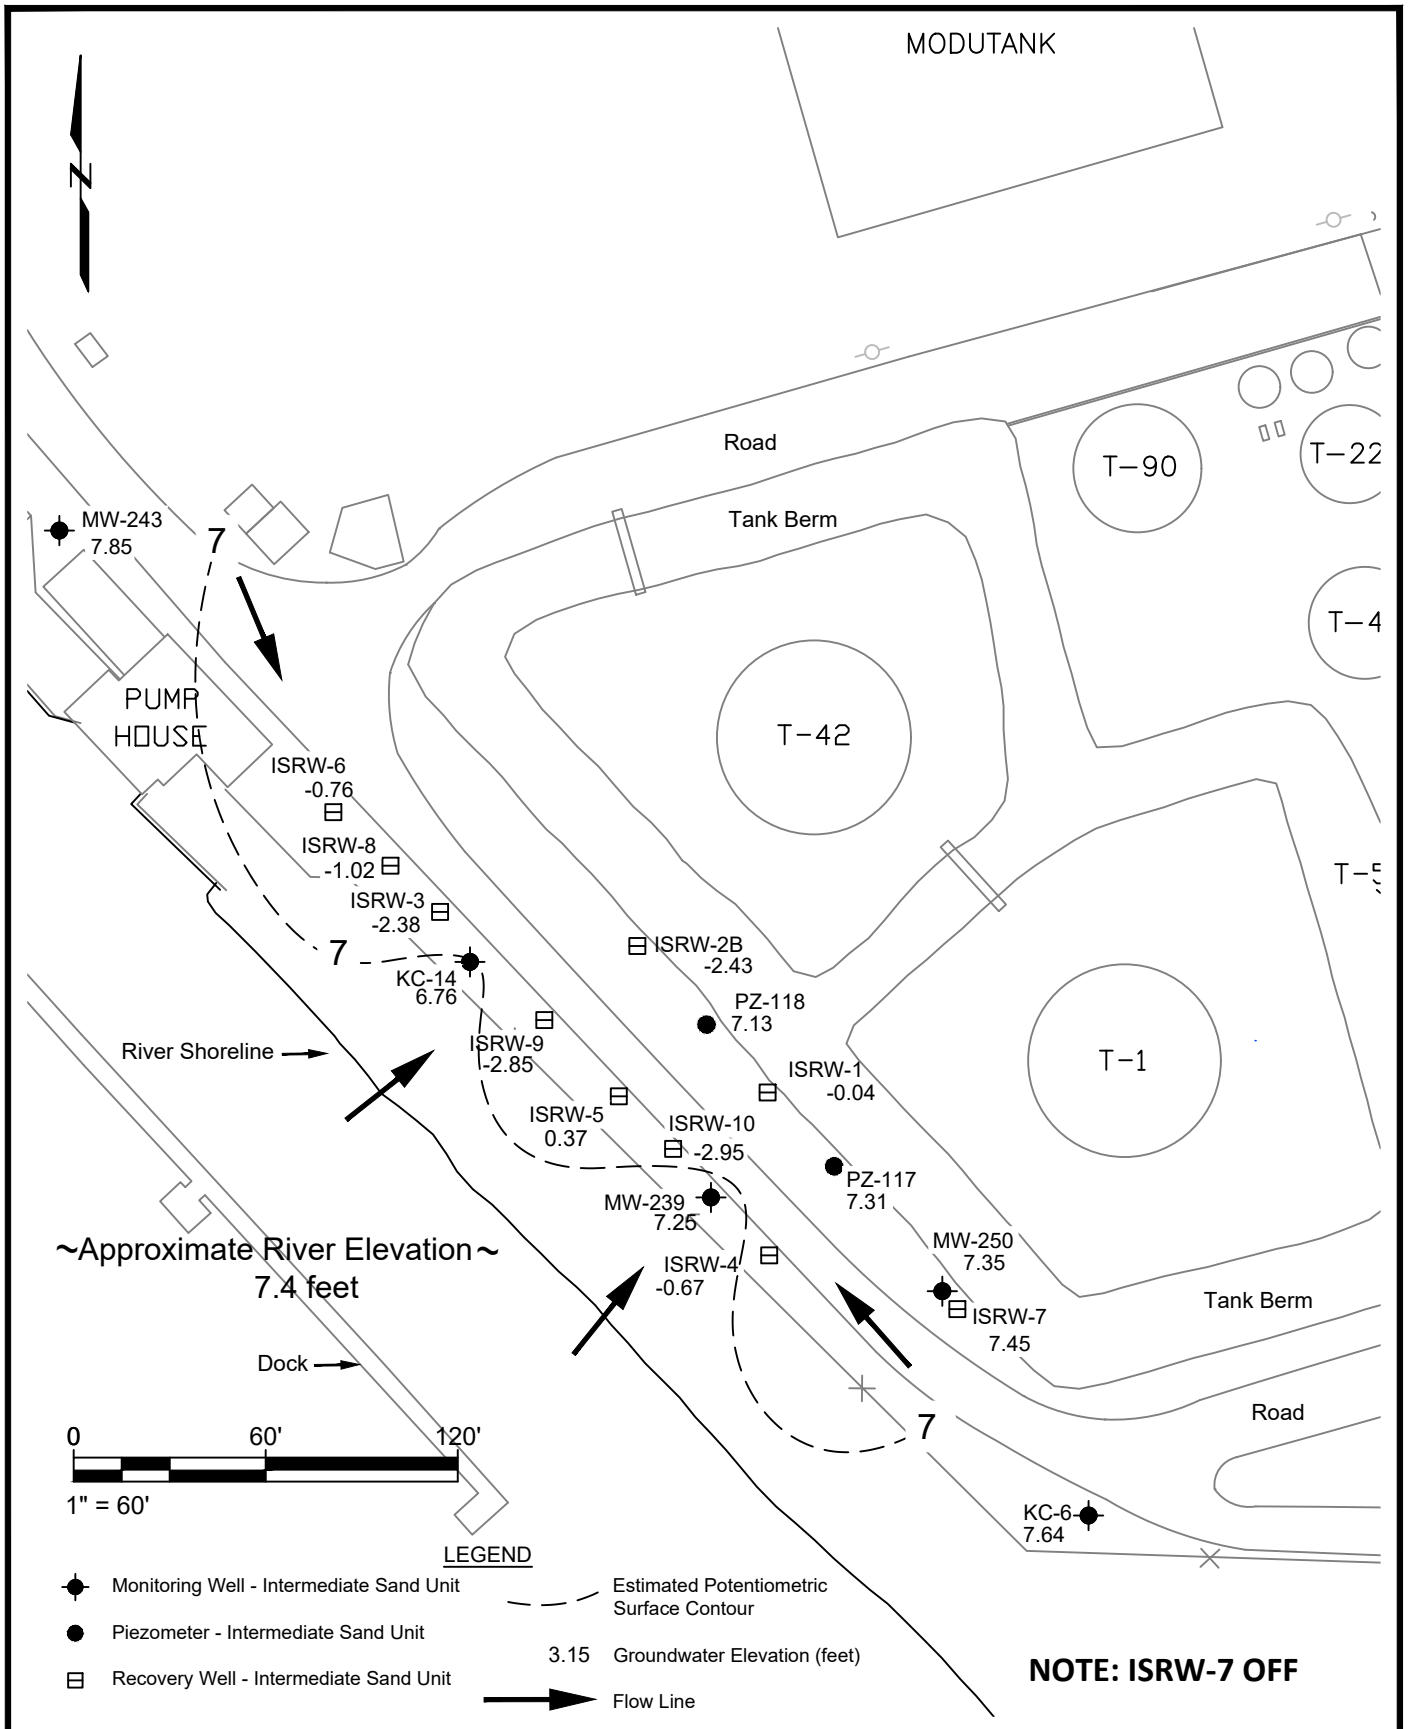 MODUTANK
N
Road
T-90
T-22
MW-243
7.85
7
Tank Berm
T-4
PUMP
HOUSE
T-42
ISRW-6
-0.76
ISRW-8
-1.02
ISRW-3
-2.38
T-5
7
KC-14
6.76
ISRW-2B
-2.43
PZ-118
7.13
River Shoreline
ISRW-9
-2.85
ISRW-1
-0.04
T-1
ISRW-5
0.37
ISRW-10
-2.95
PZ-117
7.31
MW-239
7.25
~Approximate River Elevation~
7.4 feet
ISRW-4
-0.67
MW-250
7.35
ISRW-7
7.45
Tank Berm
Dock
7
Road
0 60' 120'
1" = 60'
KC-6
7.64
LEGEND
Monitoring Well - Intermediate Sand Unit
Piezometer - Intermediate Sand Unit
Recovery Well - Intermediate Sand Unit
Estimated Potentiometric
Surface Contour
3.15 Groundwater Elevation (feet)
Flow Line
NOTE: ISRW-7 OFF